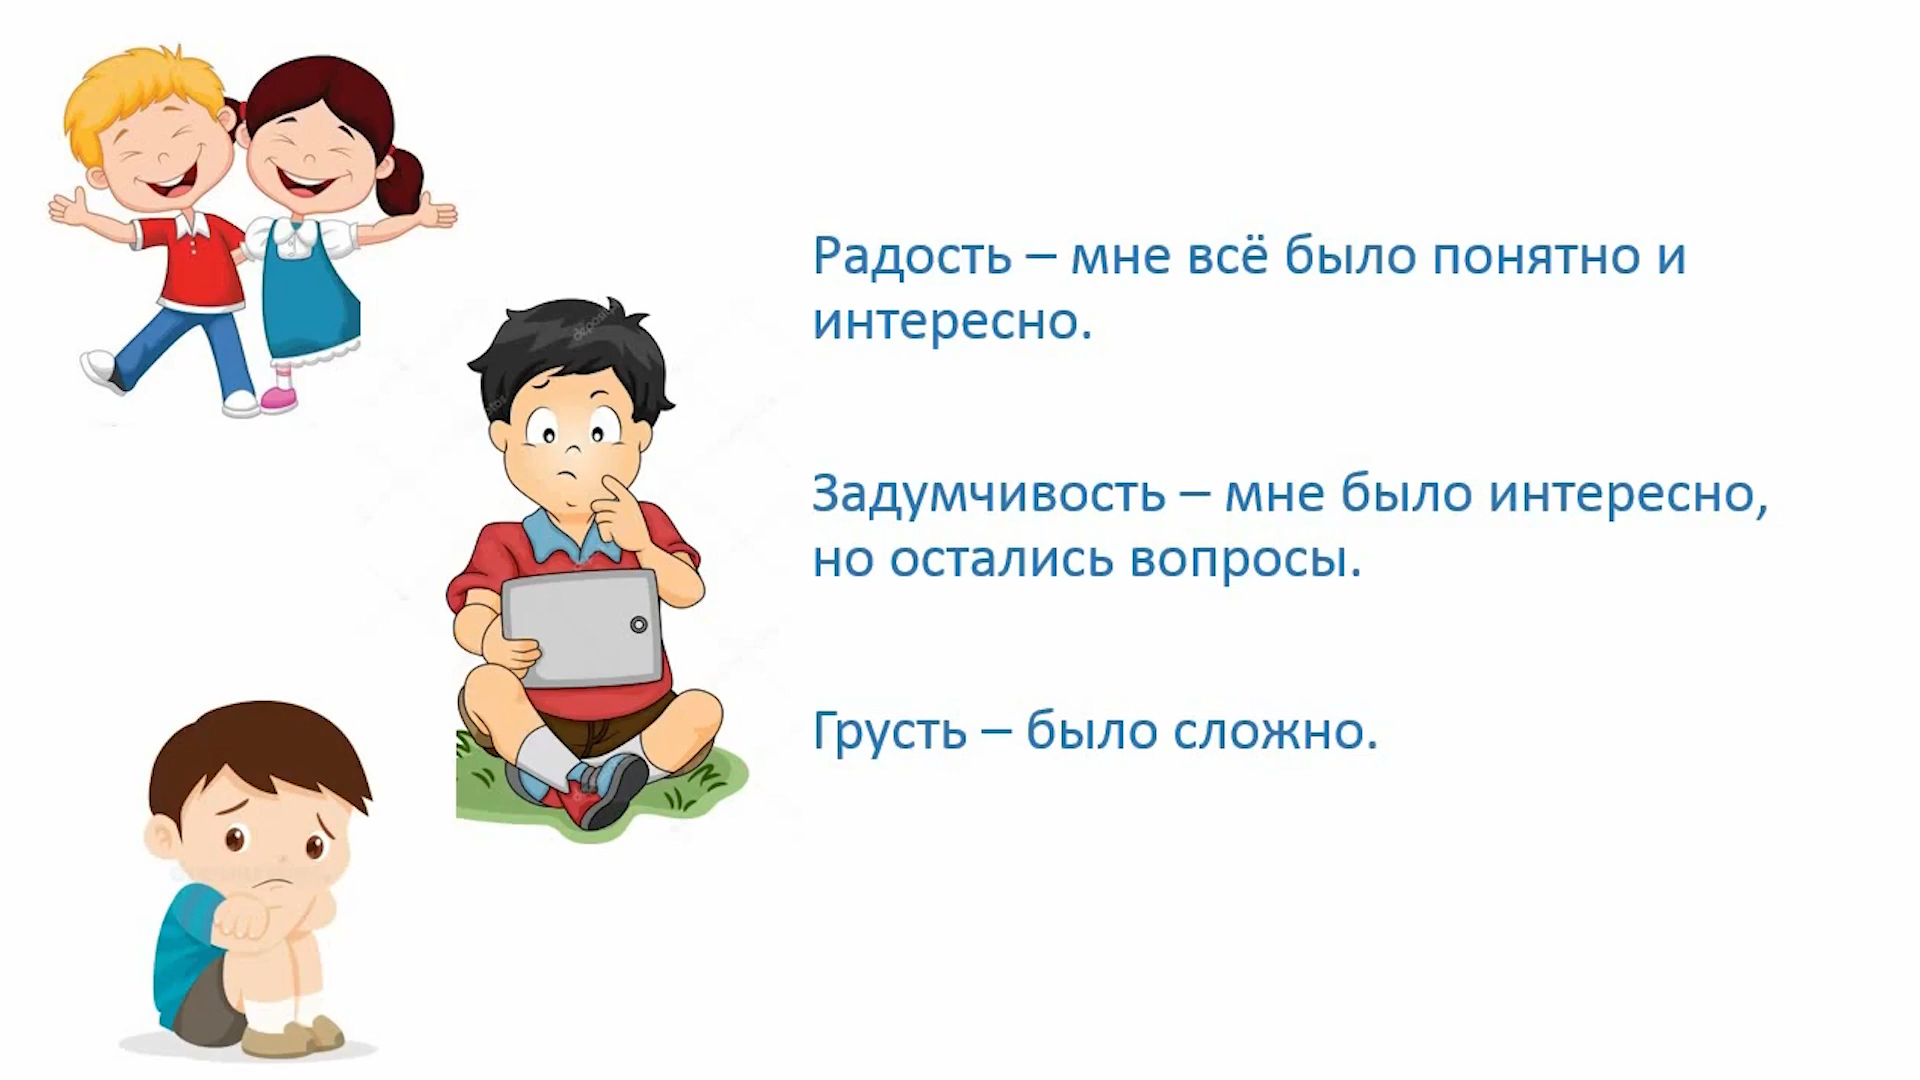 Радость – мне всё было понятно и
интересно.
Задумчивость – мне было интересно,
но остались вопросы.
Грусть – было сложно.